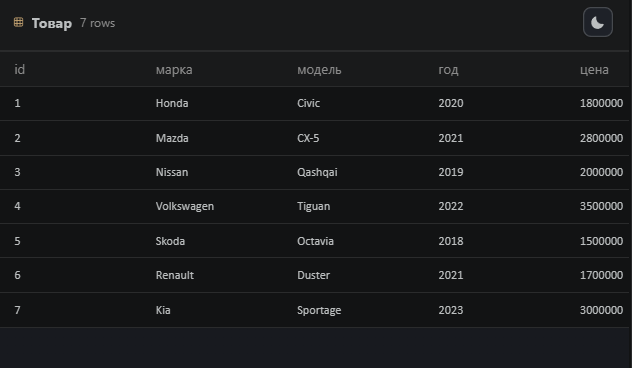 Товар 7 rows
id марка модель год цена
1 Honda Civic 2020 1800000
2 Mazda CX-5 2021 2800000
3 Nissan Qashqai 2019 2000000
4 Volkswagen Tiguan 2022 3500000
5 Skoda Octavia 2018 1500000
6 Renault Duster 2021 1700000
7 Kia Sportage 2023 3000000